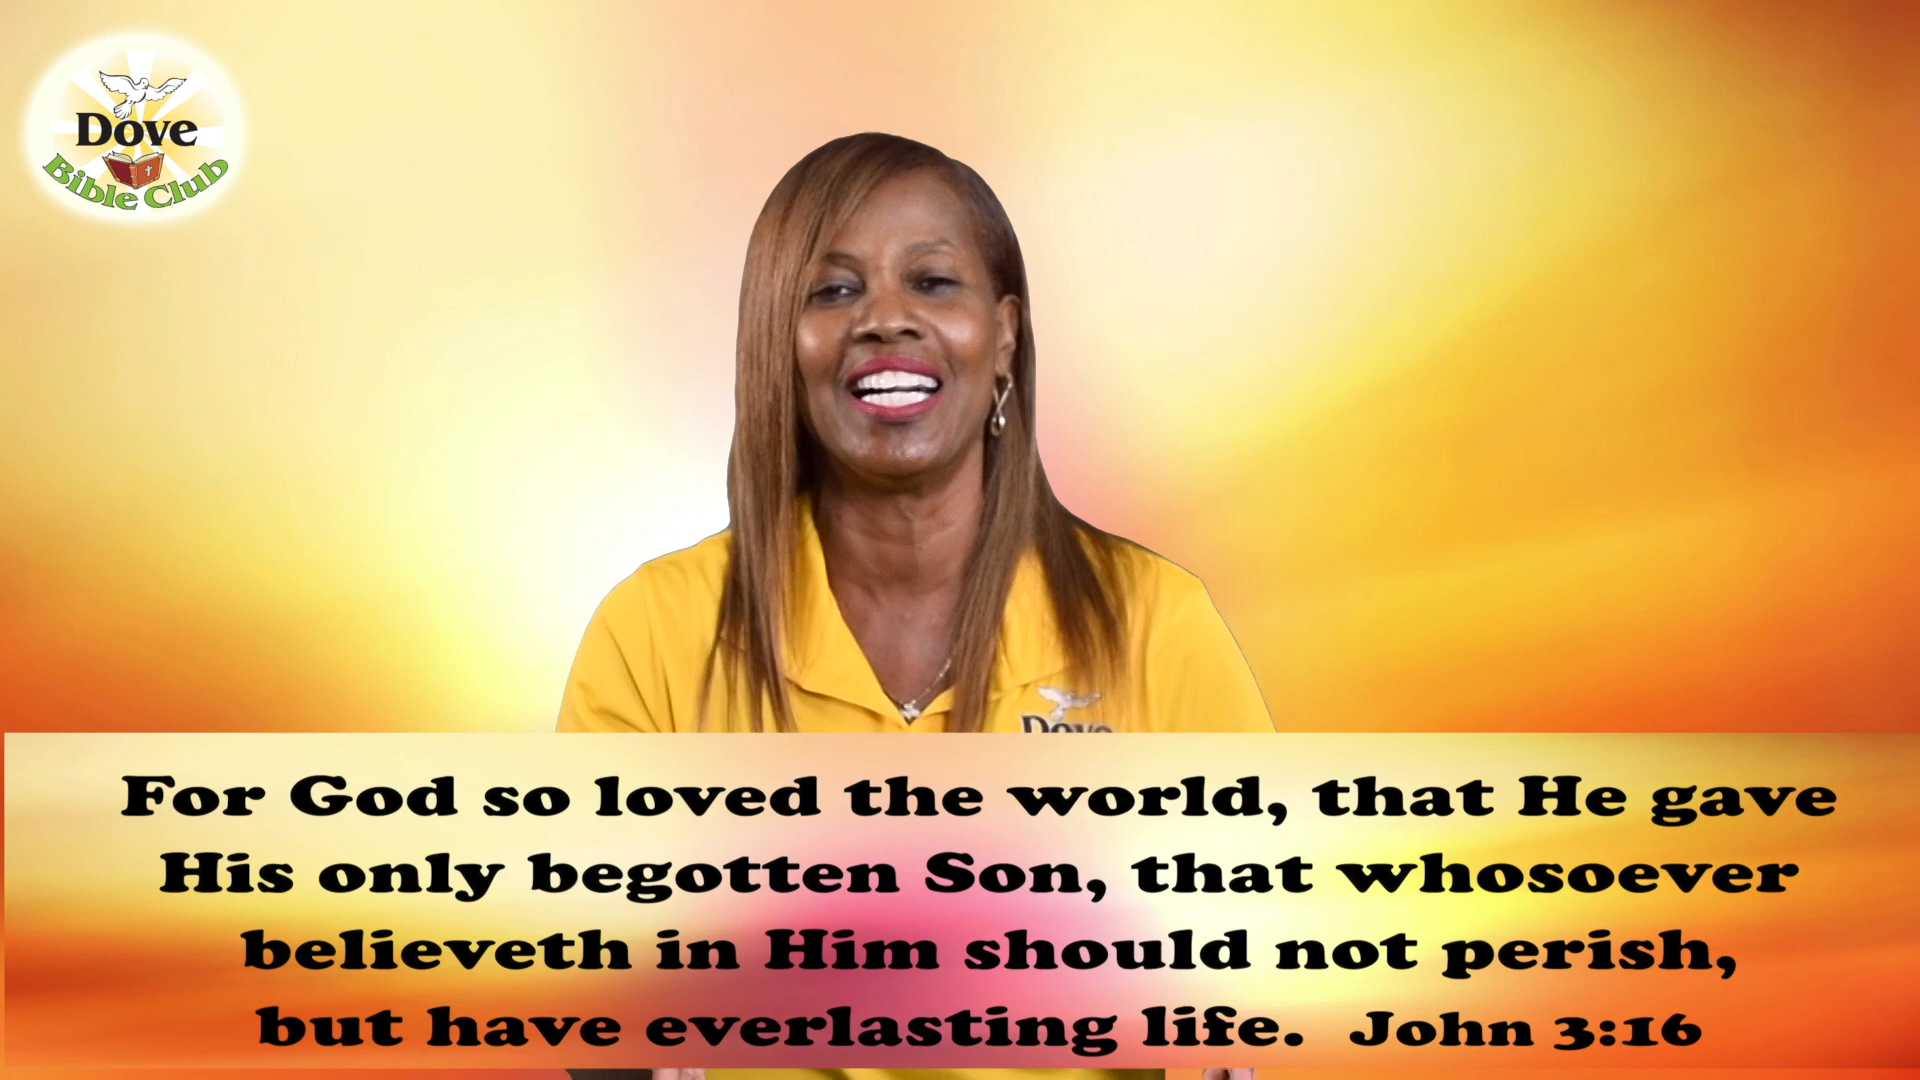 Dove
Bible Club
Dove
For God so loved the world, that He gave
His only begotten Son, that whosoever
believeth in Him should not perish,
but have everlasting life. John 3:16